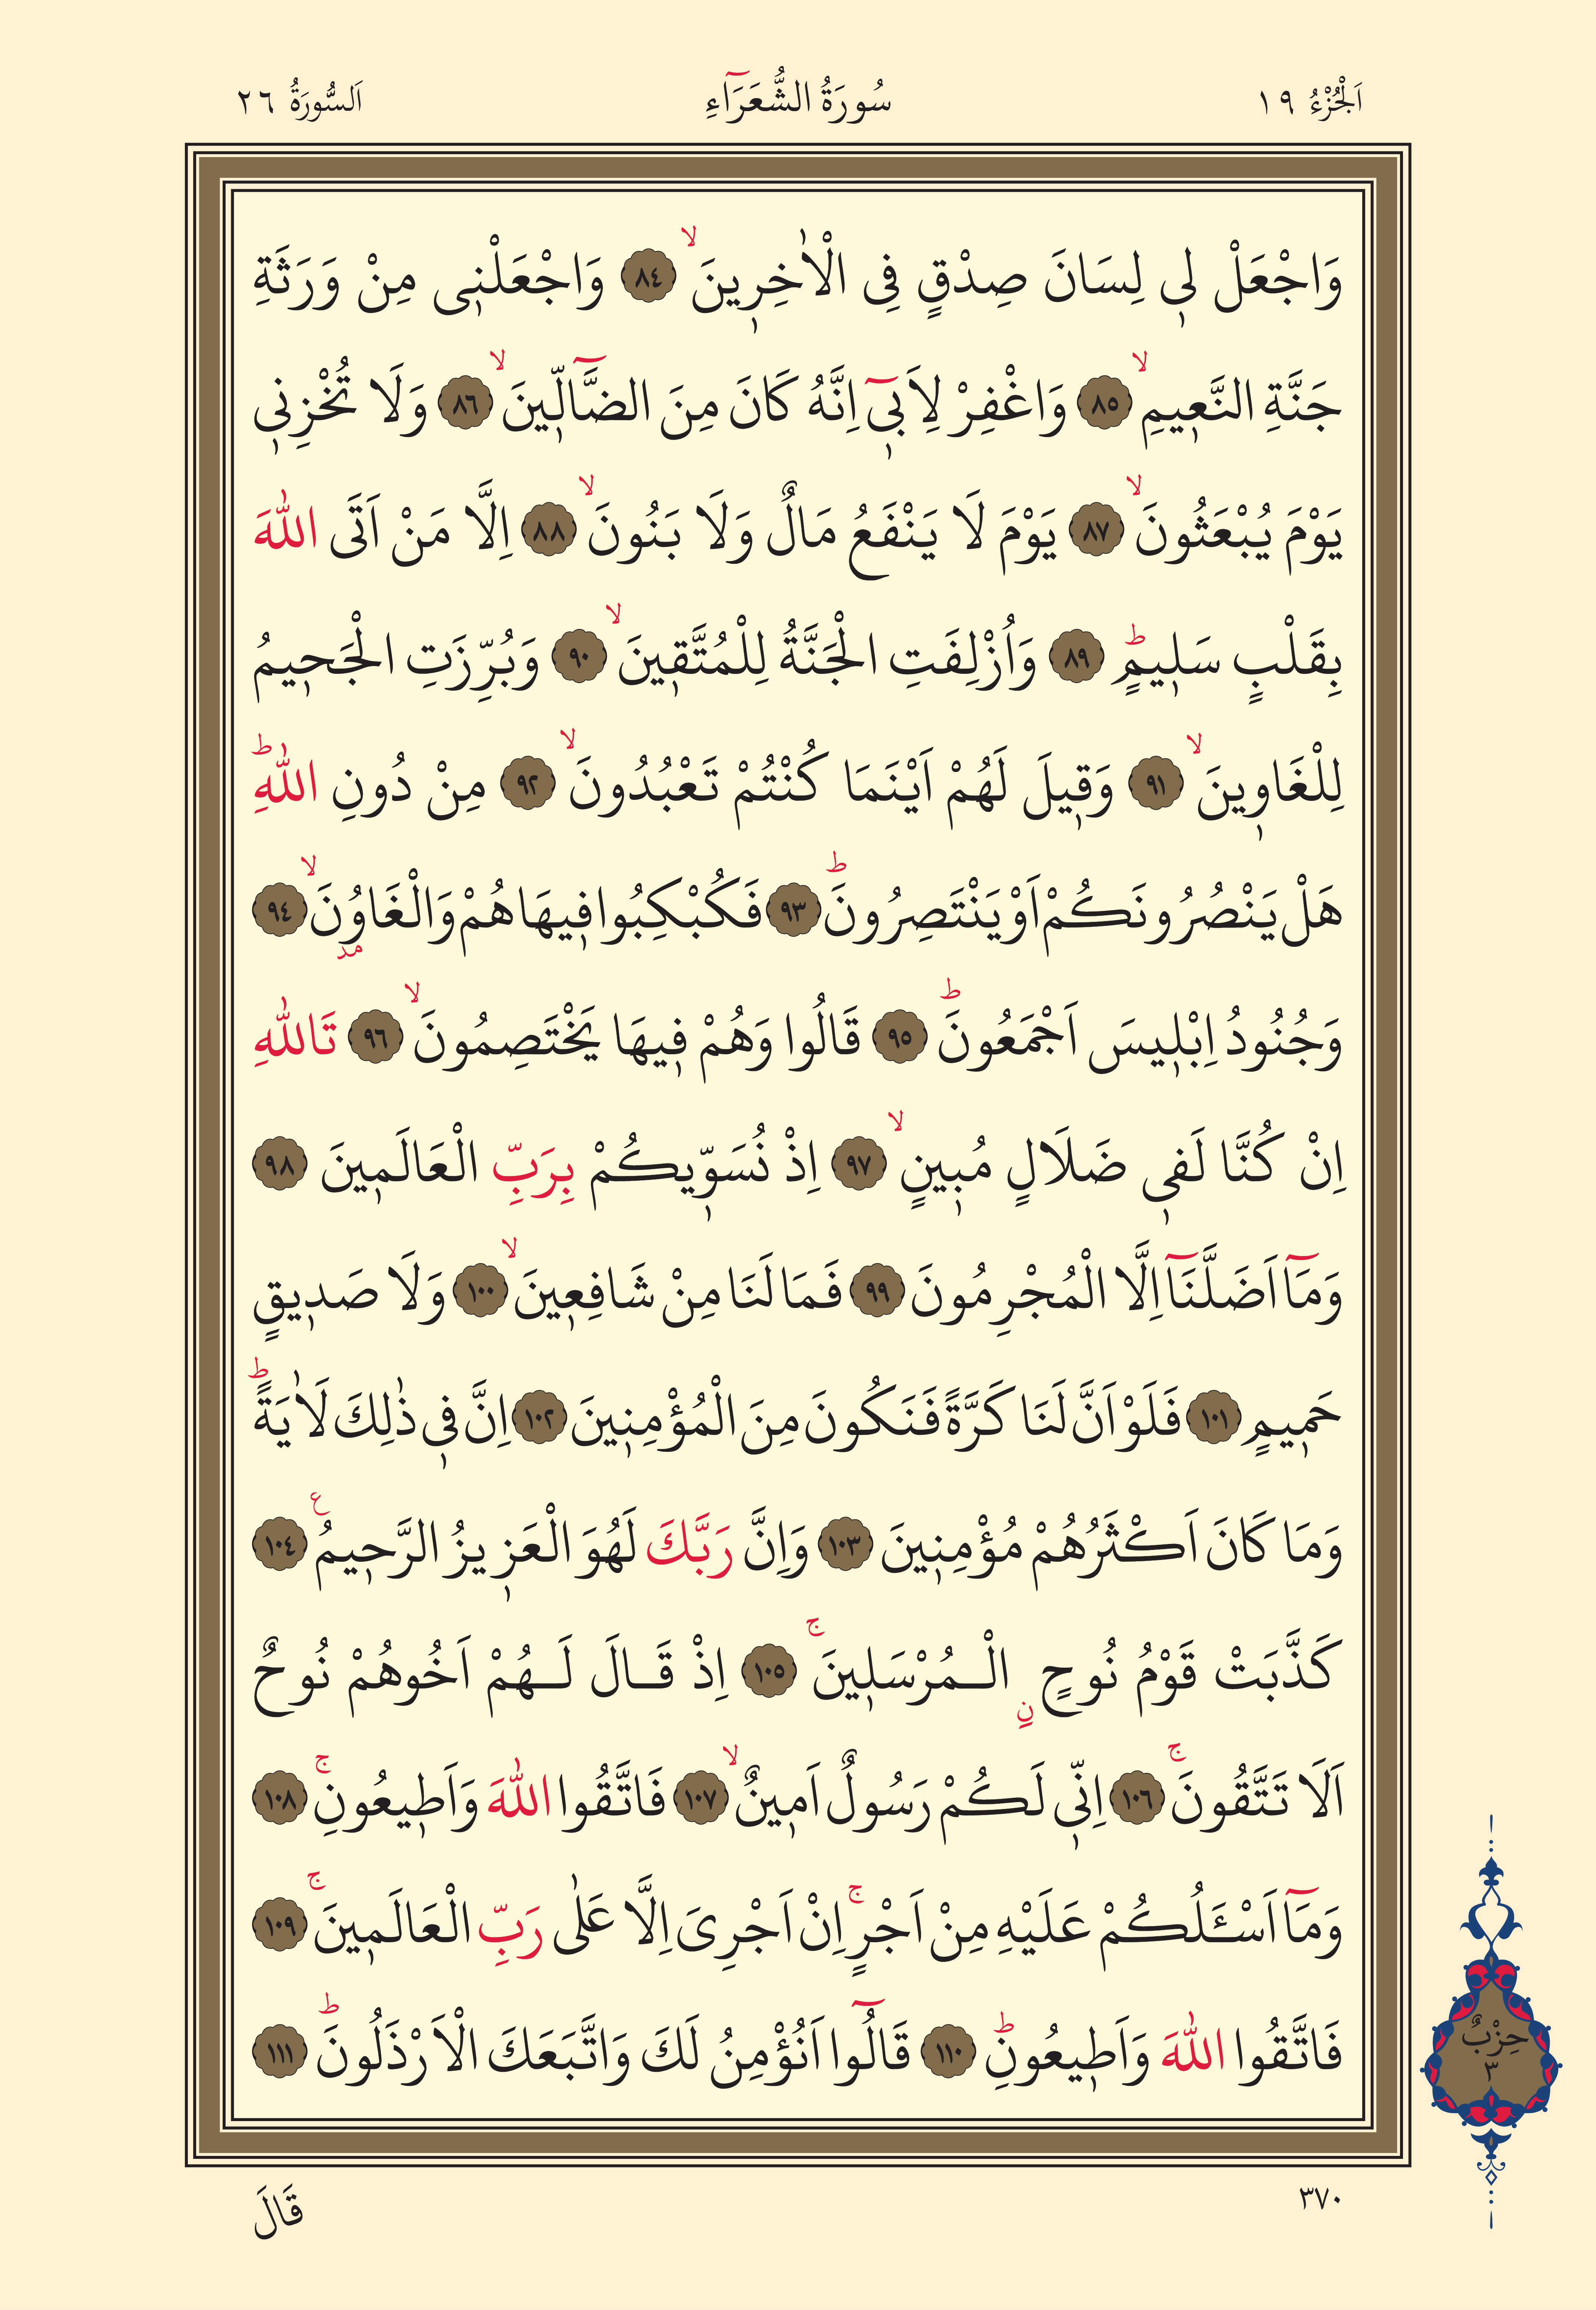 اَلْجُزْءُ ١٩
سُورَةُ الشُّعَرَٓاءِ
اَلسُّورَةُ ٢٦
وَاجْعَلْ ل۪ي لِسَانَ صِدْقٍ فِي الْاٰخِر۪ينَۙ ﴿٨٤﴾ وَاجْعَلْن۪ي مِنْ وَرَثَةِ
جَنَّةِ النَّع۪يمِۙ ﴿٨٥﴾ وَاغْفِرْ لِاَب۪ٓي اِنَّهُ كَانَ مِنَ الضَّٓالّ۪ينَۙ ﴿٨٦﴾ وَلَا تُخْزِن۪ي
يَوْمَ يُبْعَثُونَۙ ﴿٨٧﴾ يَوْمَ لَا يَنْفَعُ مَالٌ وَلَا بَنُونَۙ ﴿٨٨﴾ اِلَّا مَنْ اَتَى اللّٰهَ
بِقَلْبٍ سَل۪يمٍۜ ﴿٨٩﴾ وَاُزْلِفَتِ الْجَنَّةُ لِلْمُتَّق۪ينَۙ ﴿٩٠﴾ وَبُرِّزَتِ الْجَح۪يمُ
لِلْغَاو۪ينَۙ ﴿٩١﴾ وَق۪يلَ لَهُمْ اَيْنَمَا كُنْتُمْ تَعْبُدُونَۙ ﴿٩٢﴾ مِنْ دُونِ اللّٰهِۜ
هَلْ يَنْصُرُونَكُمْ اَوْ يَنْتَصِرُونَۜ ﴿٩٣﴾ فَكُبْكِبُوا ف۪يهَا هُمْ وَالْغَاوُ۫نَۙ ﴿٩٤﴾
مد
وَجُنُودُ اِبْل۪يسَ اَجْمَعُونَۜ ﴿٩٥﴾ قَالُوا وَهُمْ ف۪يهَا يَخْتَصِمُونَۙ ﴿٩٦﴾ تَاللّٰهِ
اِنْ كُنَّا لَف۪ي ضَلَالٍ مُب۪ينٍۙ ﴿٩٧﴾ اِذْ نُسَوّ۪يكُمْ بِرَبِّ الْعَالَم۪ينَ ﴿٩٨﴾
وَمَٓا اَضَلَّنَٓا اِلَّا الْمُجْرِمُونَ ﴿٩٩﴾ فَمَا لَنَا مِنْ شَافِع۪ينَۙ ﴿١٠٠﴾ وَلَا صَد۪يقٍ
حَم۪يمٍ ﴿١٠١﴾ فَلَوْ اَنَّ لَنَا كَرَّةً فَنَكُونَ مِنَ الْمُؤْمِن۪ينَ ﴿١٠٢﴾ اِنَّ ف۪ي ذٰلِكَ لَاٰيَةًۜ
وَمَا كَانَ اَكْثَرُهُمْ مُؤْمِن۪ينَ ﴿١٠٣﴾ وَاِنَّ رَبَّكَ لَهُوَ الْعَز۪يزُ الرَّح۪يمُ۟ ﴿١٠٤﴾
كَذَّبَتْ قَوْمُ نُوحٍۨ الْـمُرْسَل۪ينَۚ ﴿١٠٥﴾ اِذْ قَـالَ لَـهُمْ اَخُوهُمْ نُوحٌ
اَلَا تَتَّقُونَۚ ﴿١٠٦﴾ اِنّ۪ي لَكُمْ رَسُولٌ اَم۪ينٌۙ ﴿١٠٧﴾ فَاتَّقُوا اللّٰهَ وَاَط۪يعُونِۚ ﴿١٠٨﴾
وَمَٓا اَسْـَٔلُكُمْ عَلَيْهِ مِنْ اَجْرٍۚ اِنْ اَجْرِيَ اِلَّا عَلٰى رَبِّ الْعَالَم۪ينَۚ ﴿١٠٩﴾
فَاتَّقُوا اللّٰهَ وَاَط۪يعُونِۜ ﴿١١٠﴾ قَالُٓوا اَنُؤْمِنُ لَكَ وَاتَّبَعَكَ الْاَرْذَلُونَۜ ﴿١١١﴾
حِزْبٌ
٣
٣٧٠
قَالَ